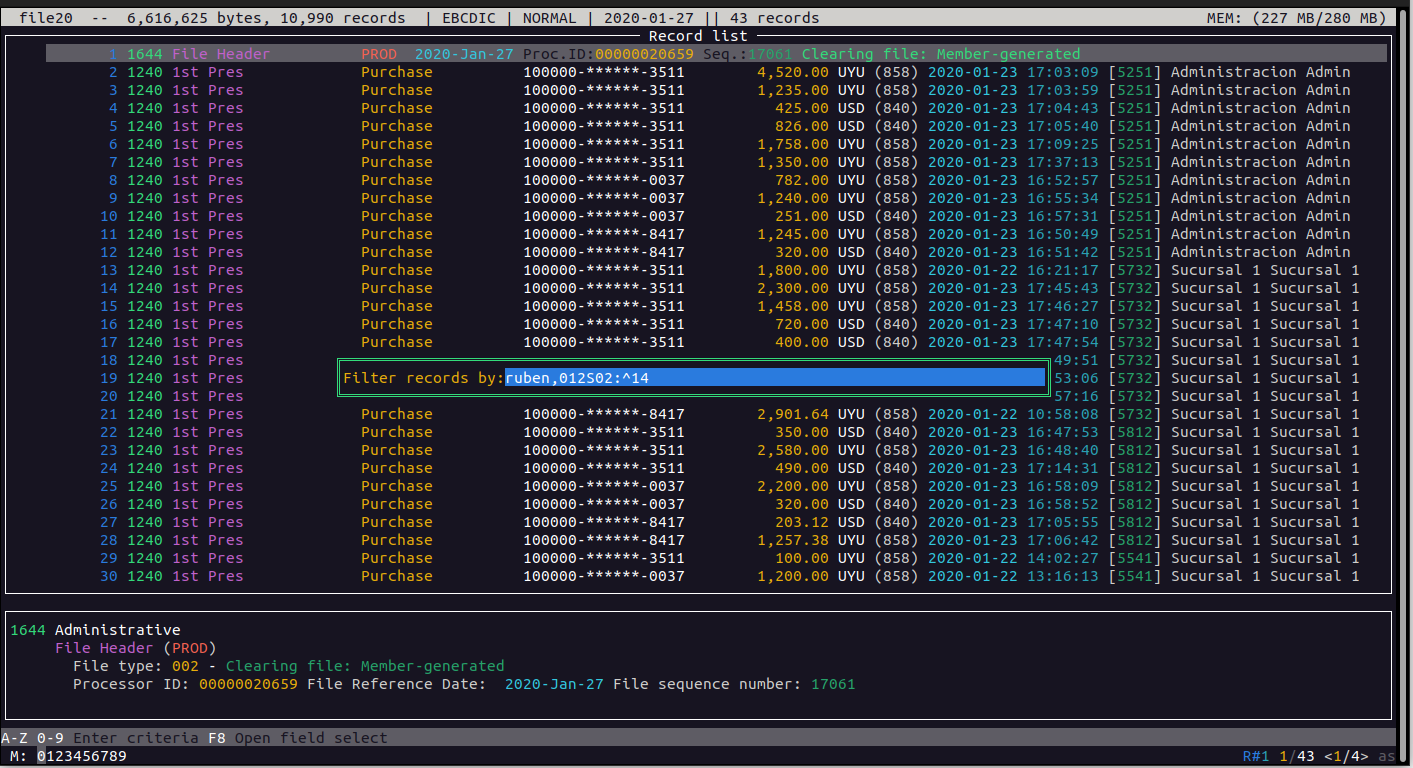 file20  --  6,616,625 bytes, 10,990 records  | EBCDIC | NORMAL | 2020-01-27 || 43 records MEM: (227 MB/280 MB)
Record list
1 1644 File Header PROD 2020-Jan-27 Proc.ID:00000020659 Seq.:17061 Clearing file: Member-generated
2 1240 1st Pres Purchase 100000-******-3511 4,520.00 UYU (858) 2020-01-23 17:03:09 [5251] Administracion Admin
3 1240 1st Pres Purchase 100000-******-3511 1,235.00 UYU (858) 2020-01-23 17:03:59 [5251] Administracion Admin
4 1240 1st Pres Purchase 100000-******-3511 425.00 USD (840) 2020-01-23 17:04:43 [5251] Administracion Admin
5 1240 1st Pres Purchase 100000-******-3511 826.00 USD (840) 2020-01-23 17:05:40 [5251] Administracion Admin
6 1240 1st Pres Purchase 100000-******-3511 1,758.00 UYU (858) 2020-01-23 17:09:25 [5251] Administracion Admin
7 1240 1st Pres Purchase 100000-******-3511 1,350.00 UYU (858) 2020-01-23 17:37:13 [5251] Administracion Admin
8 1240 1st Pres Purchase 100000-******-0037 782.00 UYU (858) 2020-01-23 16:52:57 [5251] Administracion Admin
9 1240 1st Pres Purchase 100000-******-0037 1,240.00 UYU (858) 2020-01-23 16:55:34 [5251] Administracion Admin
10 1240 1st Pres Purchase 100000-******-0037 251.00 USD (840) 2020-01-23 16:57:31 [5251] Administracion Admin
11 1240 1st Pres Purchase 100000-******-8417 1,245.00 UYU (858) 2020-01-23 16:50:49 [5251] Administracion Admin
12 1240 1st Pres Purchase 100000-******-8417 320.00 USD (840) 2020-01-23 16:51:42 [5251] Administracion Admin
13 1240 1st Pres Purchase 100000-******-3511 1,800.00 UYU (858) 2020-01-22 16:21:17 [5732] Sucursal 1 Sucursal 1
14 1240 1st Pres Purchase 100000-******-3511 2,300.00 UYU (858) 2020-01-23 17:45:43 [5732] Sucursal 1 Sucursal 1
15 1240 1st Pres Purchase 100000-******-3511 1,458.00 UYU (858) 2020-01-23 17:46:27 [5732] Sucursal 1 Sucursal 1
16 1240 1st Pres Purchase 100000-******-3511 720.00 USD (840) 2020-01-23 17:47:10 [5732] Sucursal 1 Sucursal 1
17 1240 1st Pres Purchase 100000-******-3511 400.00 USD (840) 2020-01-23 17:47:54 [5732] Sucursal 1 Sucursal 1
18 1240 1st Pres 49:51 [5732] Sucursal 1 Sucursal 1
19 1240 1st Pres Filter records by:ruben,012S02:^14 53:06 [5732] Sucursal 1 Sucursal 1
20 1240 1st Pres 57:16 [5732] Sucursal 1 Sucursal 1
21 1240 1st Pres Purchase 100000-******-8417 2,901.64 UYU (858) 2020-01-22 10:58:08 [5732] Sucursal 1 Sucursal 1
22 1240 1st Pres Purchase 100000-******-3511 350.00 USD (840) 2020-01-23 16:47:53 [5812] Sucursal 1 Sucursal 1
23 1240 1st Pres Purchase 100000-******-3511 2,580.00 UYU (858) 2020-01-23 16:48:40 [5812] Sucursal 1 Sucursal 1
24 1240 1st Pres Purchase 100000-******-3511 490.00 USD (840) 2020-01-23 17:14:31 [5812] Sucursal 1 Sucursal 1
25 1240 1st Pres Purchase 100000-******-0037 2,200.00 UYU (858) 2020-01-23 16:58:09 [5812] Sucursal 1 Sucursal 1
26 1240 1st Pres Purchase 100000-******-0037 320.00 USD (840) 2020-01-23 16:58:52 [5812] Sucursal 1 Sucursal 1
27 1240 1st Pres Purchase 100000-******-8417 203.12 USD (840) 2020-01-23 17:05:55 [5812] Sucursal 1 Sucursal 1
28 1240 1st Pres Purchase 100000-******-8417 1,257.38 UYU (858) 2020-01-23 17:06:42 [5812] Sucursal 1 Sucursal 1
29 1240 1st Pres Purchase 100000-******-3511 100.00 UYU (858) 2020-01-22 14:02:27 [5541] Sucursal 1 Sucursal 1
30 1240 1st Pres Purchase 100000-******-0037 1,200.00 UYU (858) 2020-01-22 13:16:13 [5541] Sucursal 1 Sucursal 1
1644 Administrative
File Header (PROD)
File type: 002 - Clearing file: Member-generated
Processor ID: 00000020659 File Reference Date:  2020-Jan-27 File sequence number: 17061
A-Z 0-9 Enter criteria F8 Open field select
M: 0123456789 R#1 1/43 <1/4> as